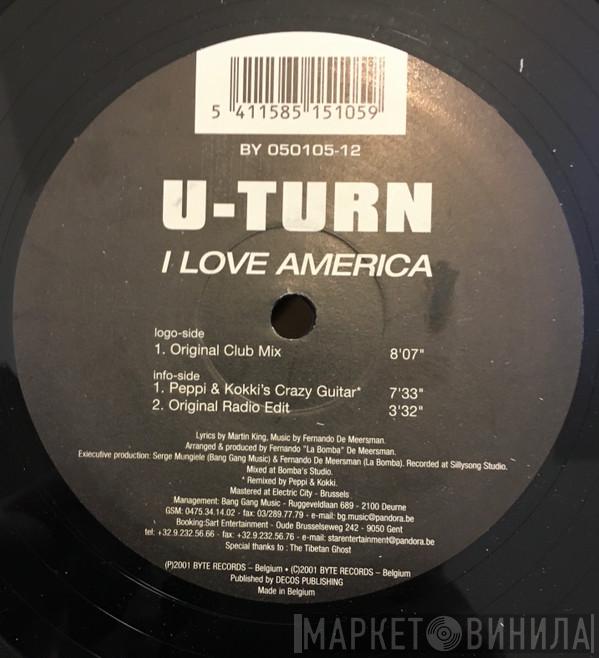 5 411585 151059
BY 050105-12
U-TURN
I LOVE AMERICA
logo-side
1. Original Club Mix 8'07"
info-side
1. Peppi & Kokki's Crazy Guitar* 7'33"
2. Original Radio Edit 3'32"
Lyrics by Martin King, Music by Fernando De Meersman.
Arranged & produced by Fernando "La Bomba" De Meersman.
Exiecutive production: Serge Mungiele (Bang Gang Music) & Fernando De Meersman (La Bomba). Recorded at Sillysong Studio.
Mixed at Bomba's Studio.
* Remixed by Peppi & Kokki.
Mastered at Electric City - Brussels
Management: Bang Gang Music - Ruggeveldlaan 689 - 2100 Deurne
GSM: 0475.34.14.02 - fax: 03/289.77.79 - e-mail: bg.music@pandora.be
Booking:Sart Entertainment - Oude Brusselseweg 242 - 9050 Gent
tel: +32.9.232.56.66 - fax: +32.9.232.56.76 - e-mail: starentertainment@pandora.be
Special thanks to : The Tibetan Ghost
(P)2001 BYTE RECORDS – Belgium • (C)2001 BYTE RECORDS – Belgium
Published by DECOS PUBLISHING
Made in Belgium
МАРКЕТ ВИНИЛА